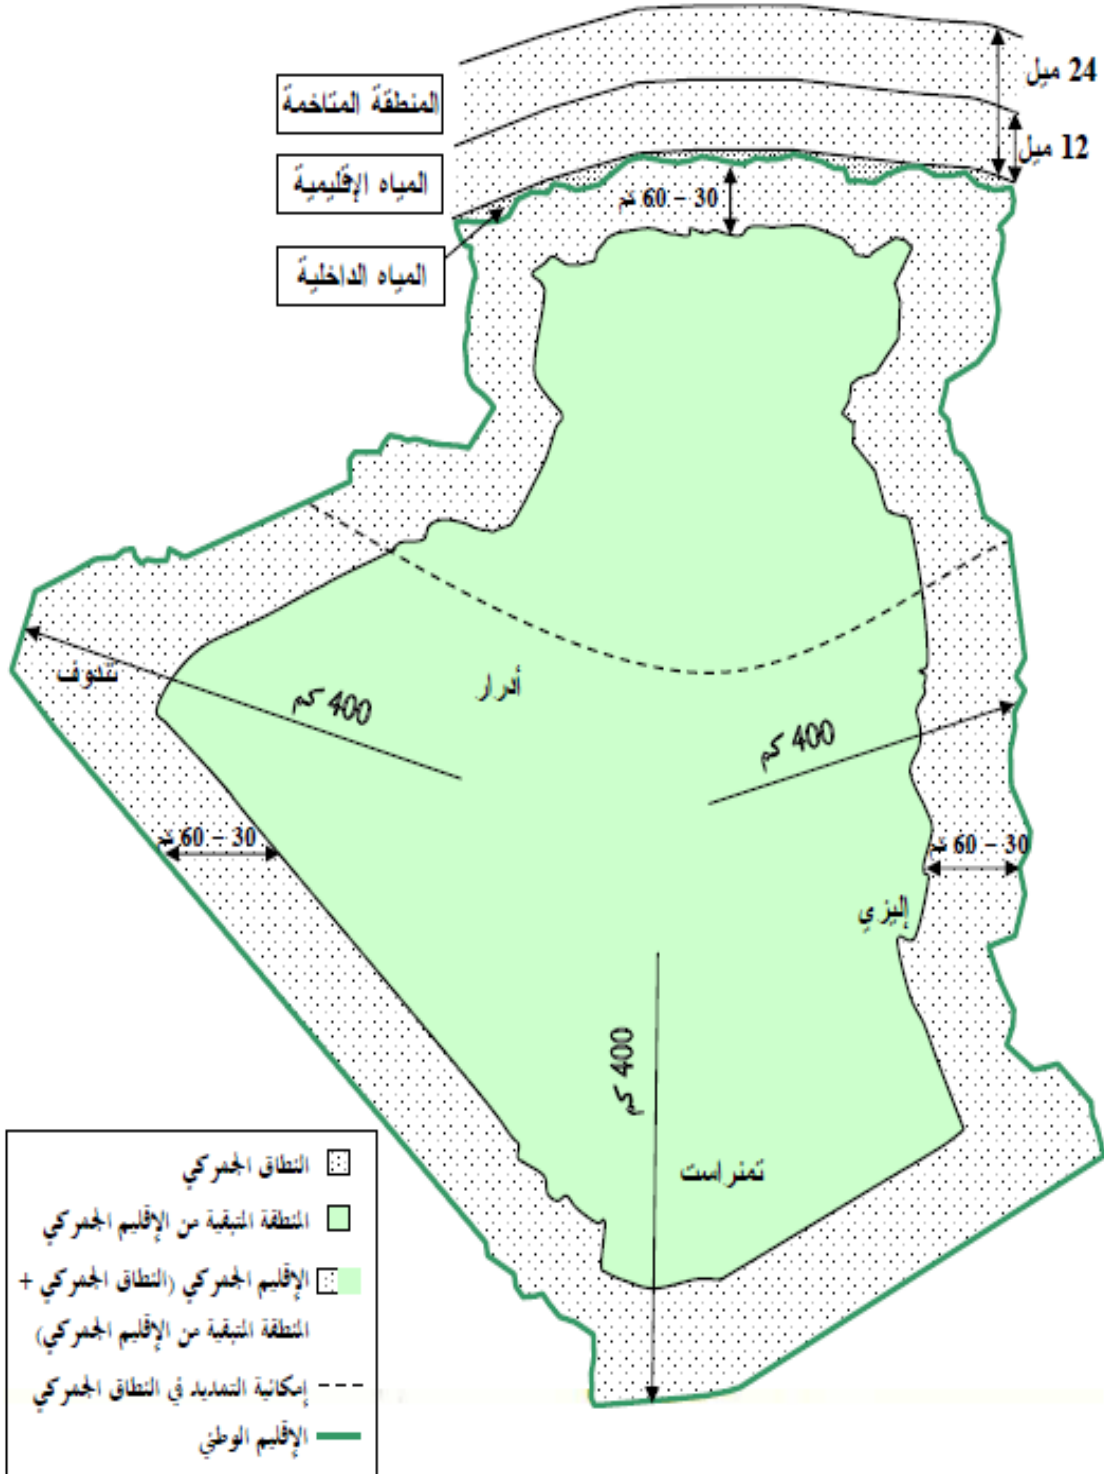 24 ميل
المنطقة المتاخمة
12 ميل
المياه الإقليمية
30 – 60 كم
المياه الداخلية
تندوف
أدرار
400 كم
400 كم
30 – 60 كم
30 – 60 كم
إليزي
400 كم
تمنراست
النطاق الجمركي
المنطقة المتبقية من الإقليم الجمركي
الإقليم الجمركي (النطاق الجمركي +
المنطقة المتبقية من الإقليم الجمركي)
إمكانية التمديد في النطاق الجمركي
الإقليم الوطني